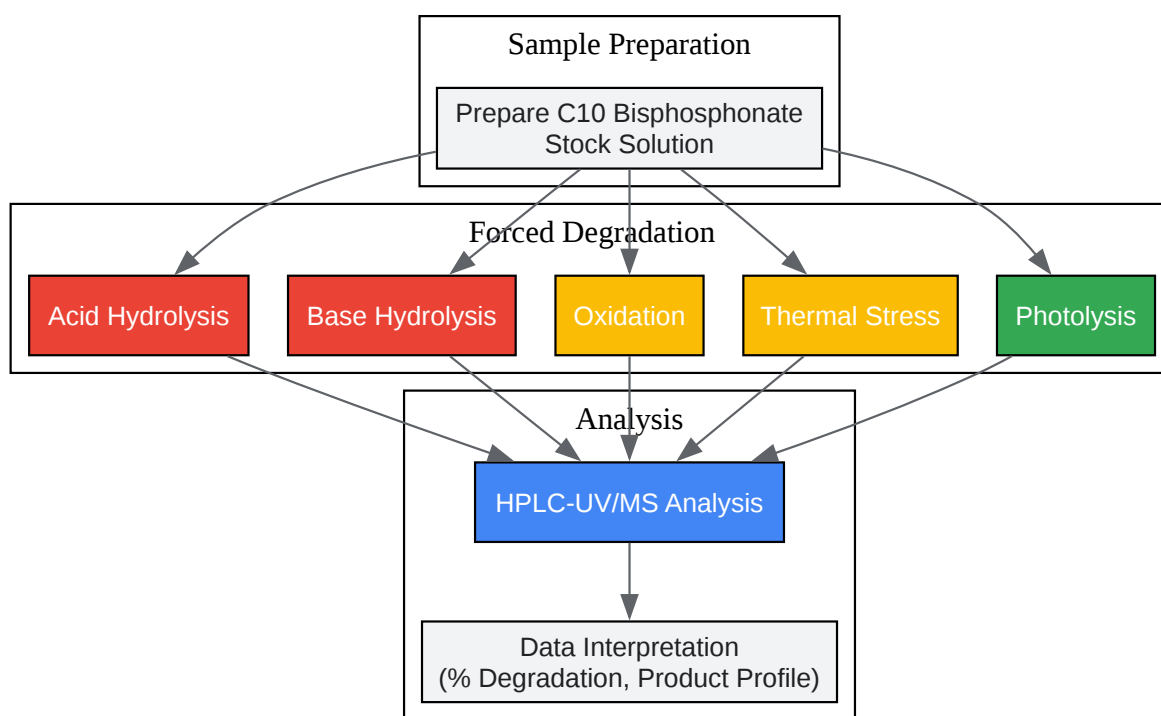 Sample Preparation
Prepare C10 Bisphosphonate
Stock Solution
Forced Degradation
Acid Hydrolysis
Base Hydrolysis
Oxidation
Thermal Stress
Photolysis
Analysis
HPLC-UV/MS Analysis
Data Interpretation
(% Degradation, Product Profile)